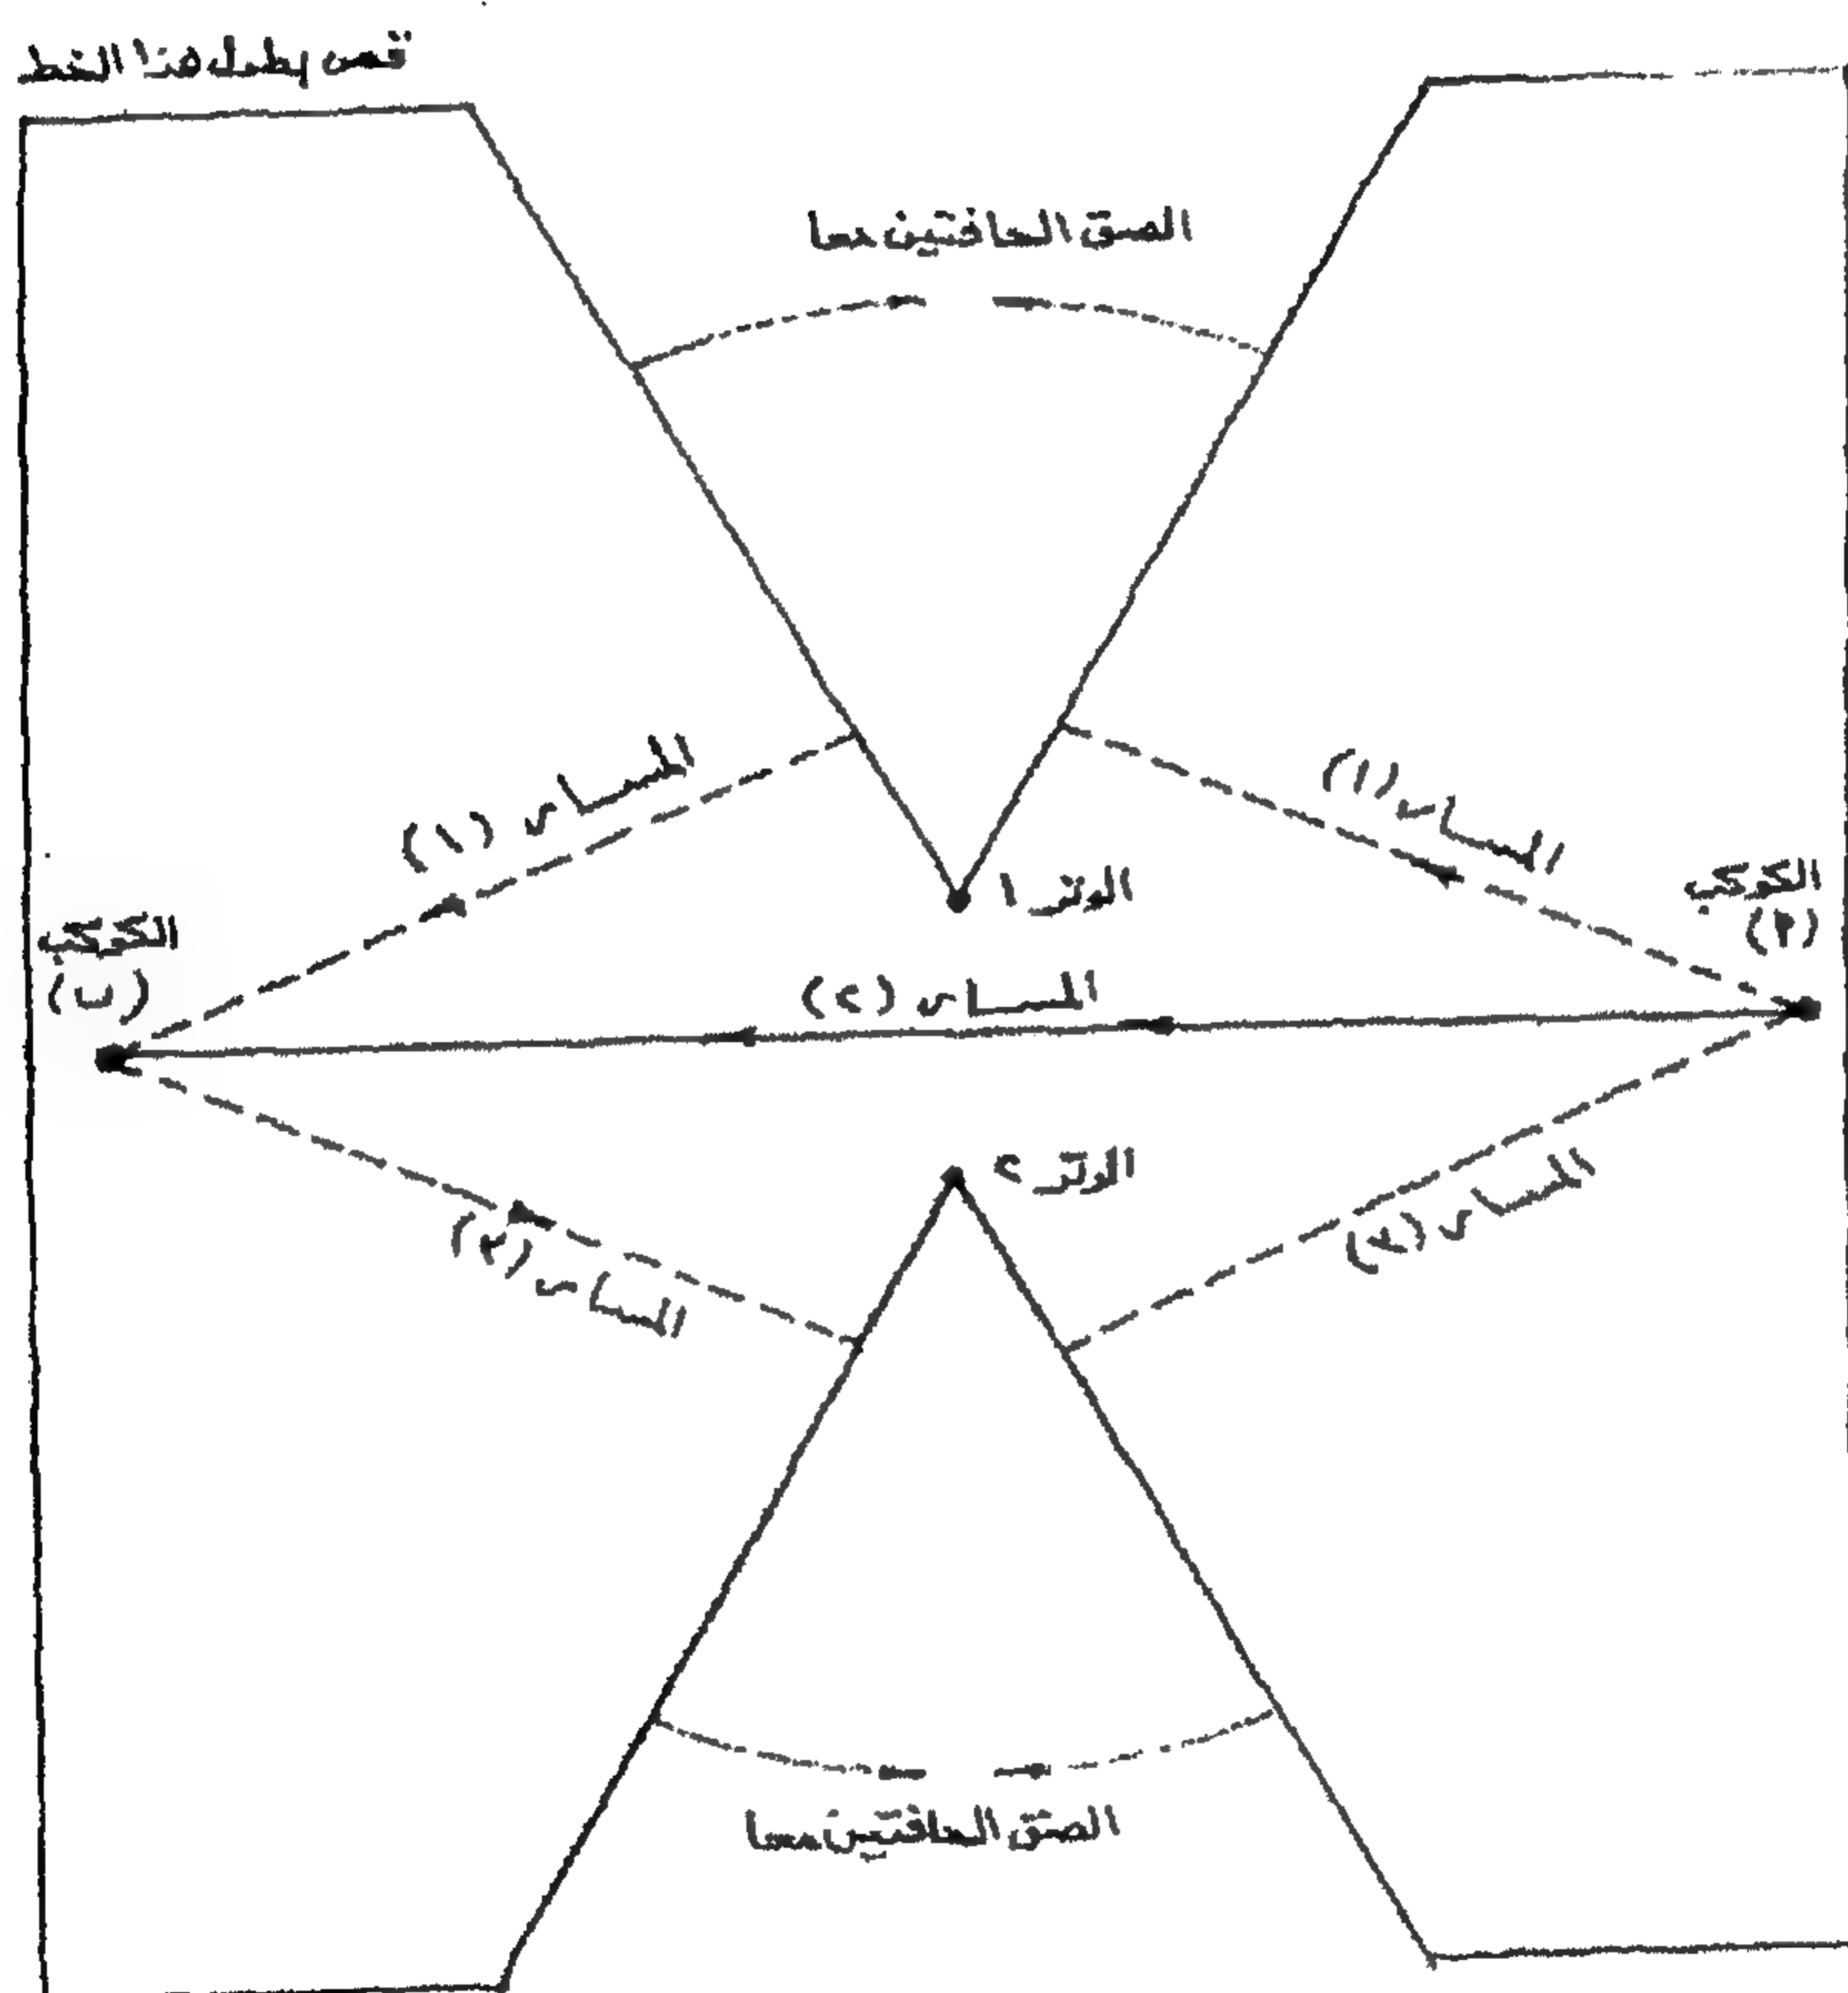 قص بطول هذا الخط
الصق الحافتين معا
المسار (١)
المسار (١)
الوتر ١
الكوكب
(أ)
الكوكب
(ب)
المسار (٢)
الوتر ٢
المسار (٣)
المسار (٣)
الصق الحافتين معا